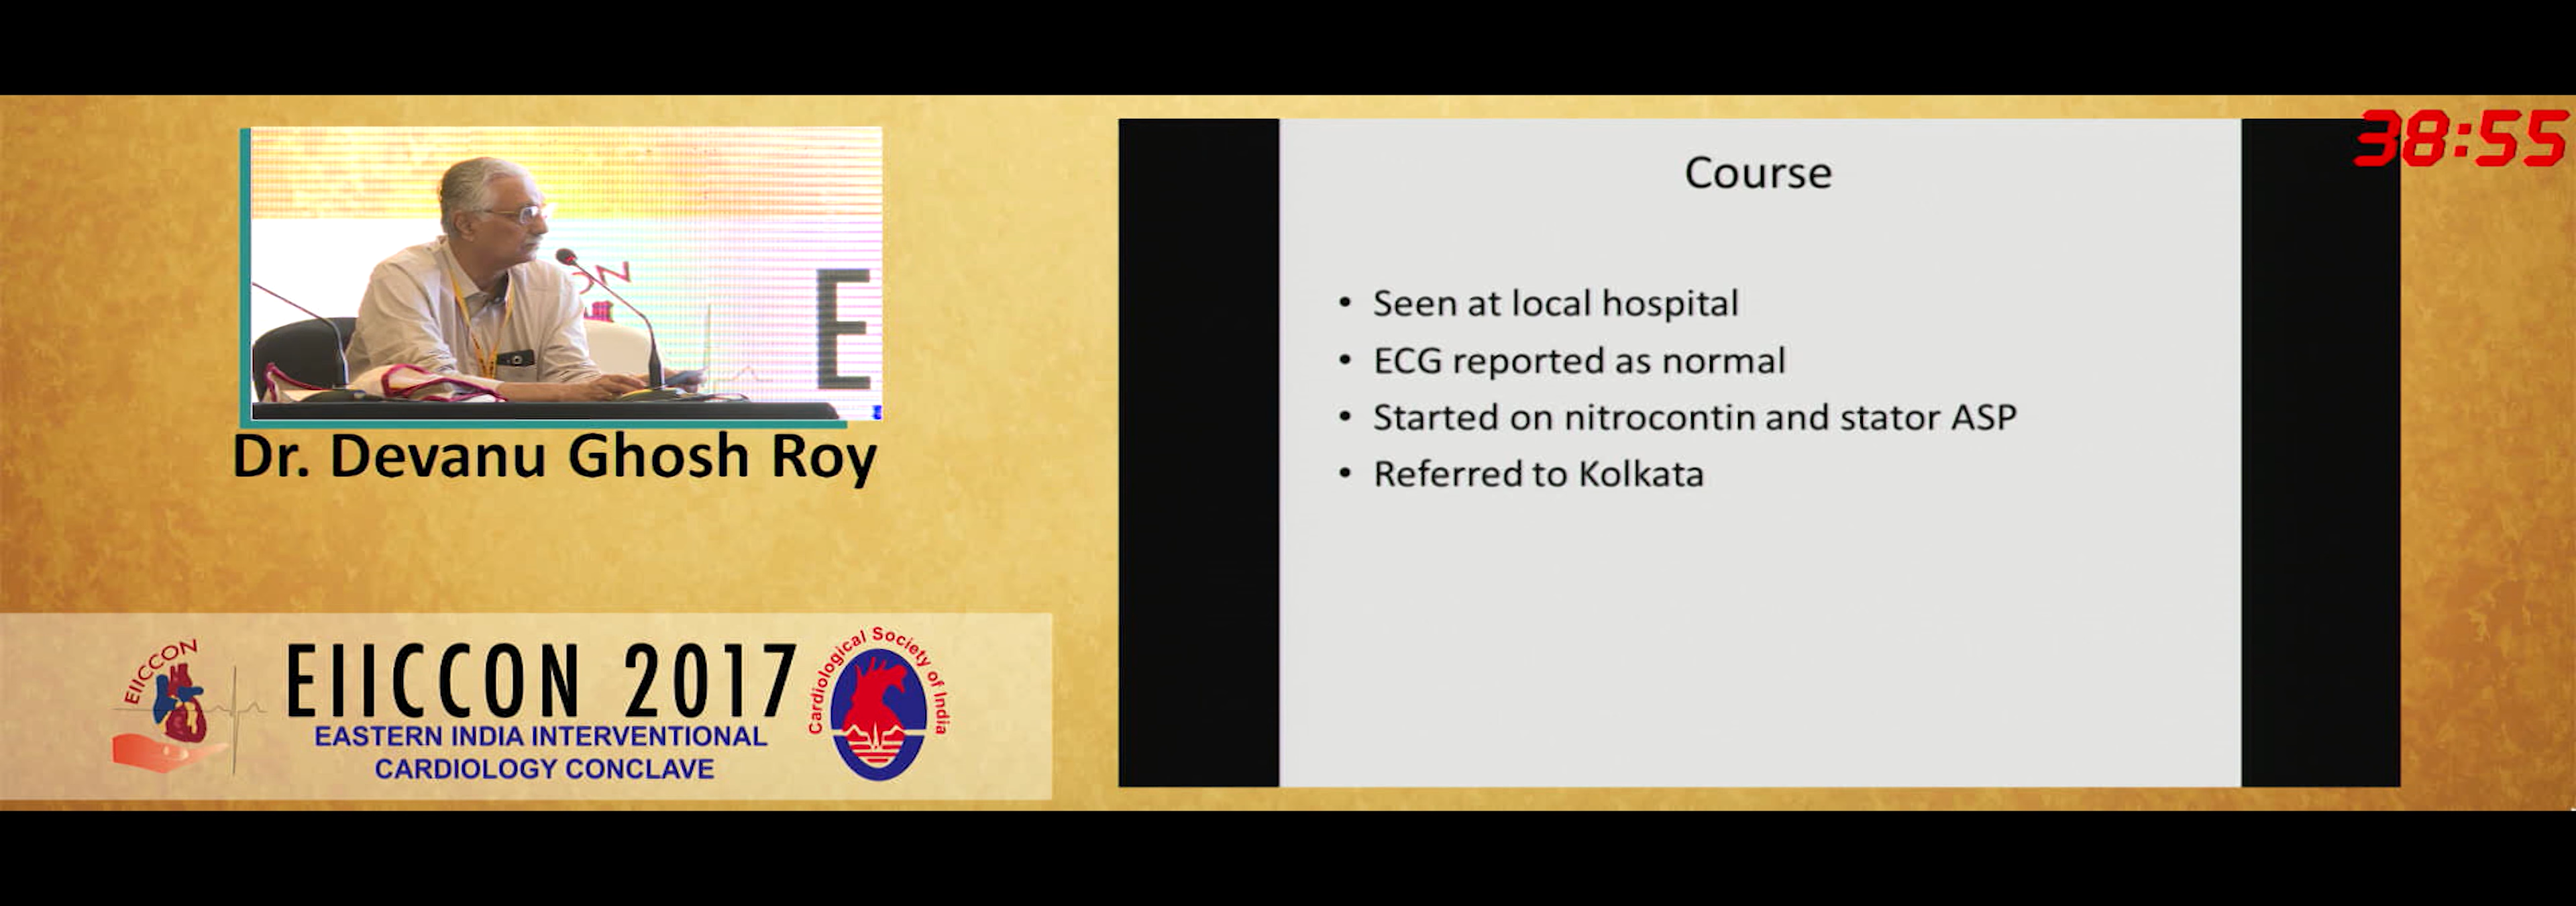 38:55
Course
• Seen at local hospital
• ECG reported as normal
• Started on nitrocontin and stator ASP
• Referred to Kolkata
E
Dr. Devanu Ghosh Roy
EIICCON
EIICCON 2017
EASTERN INDIA INTERVENTIONAL
CARDIOLOGY CONCLAVE
Cardiological Society of India